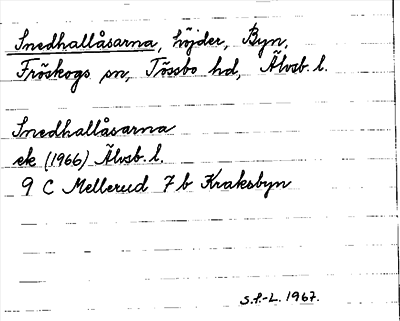 Snedhallåsarna, höjder, Byn,
Fröskogs sn, Tössbo hd, Älvsb. l.
Snedhallåsarna
ek (1966) Älvsb. l.
9 C Mellerud 7 b Kraksbyn
S.F.-L. 1967.